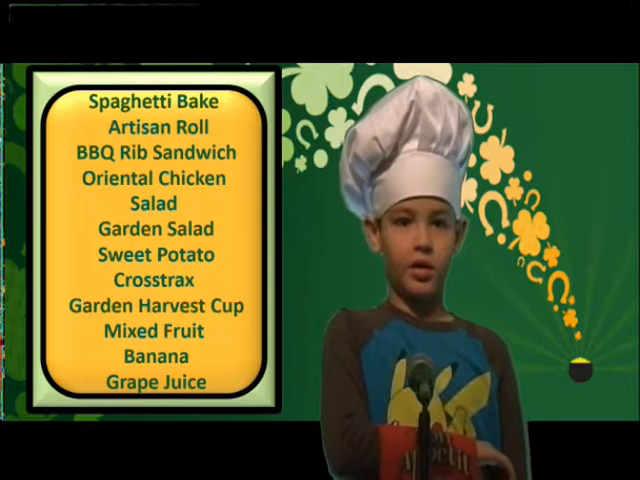 Spaghetti Bake
Artisan Roll
BBQ Rib Sandwich
Oriental Chicken
Salad
Garden Salad
Sweet Potato
Crosstrax
Garden Harvest Cup
Mixed Fruit
Banana
Grape Juice